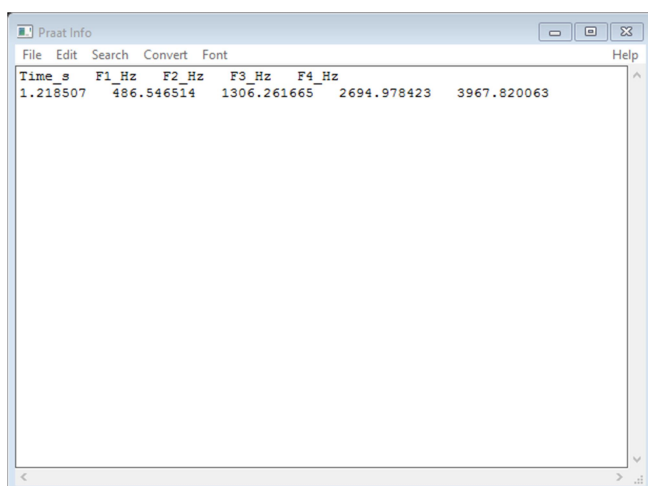 Praat Info
File Edit Search Convert Font Help
Time_s F1_Hz F2_Hz F3_Hz F4_Hz
1.218507 486.546514 1306.261665 2694.978423 3967.820063